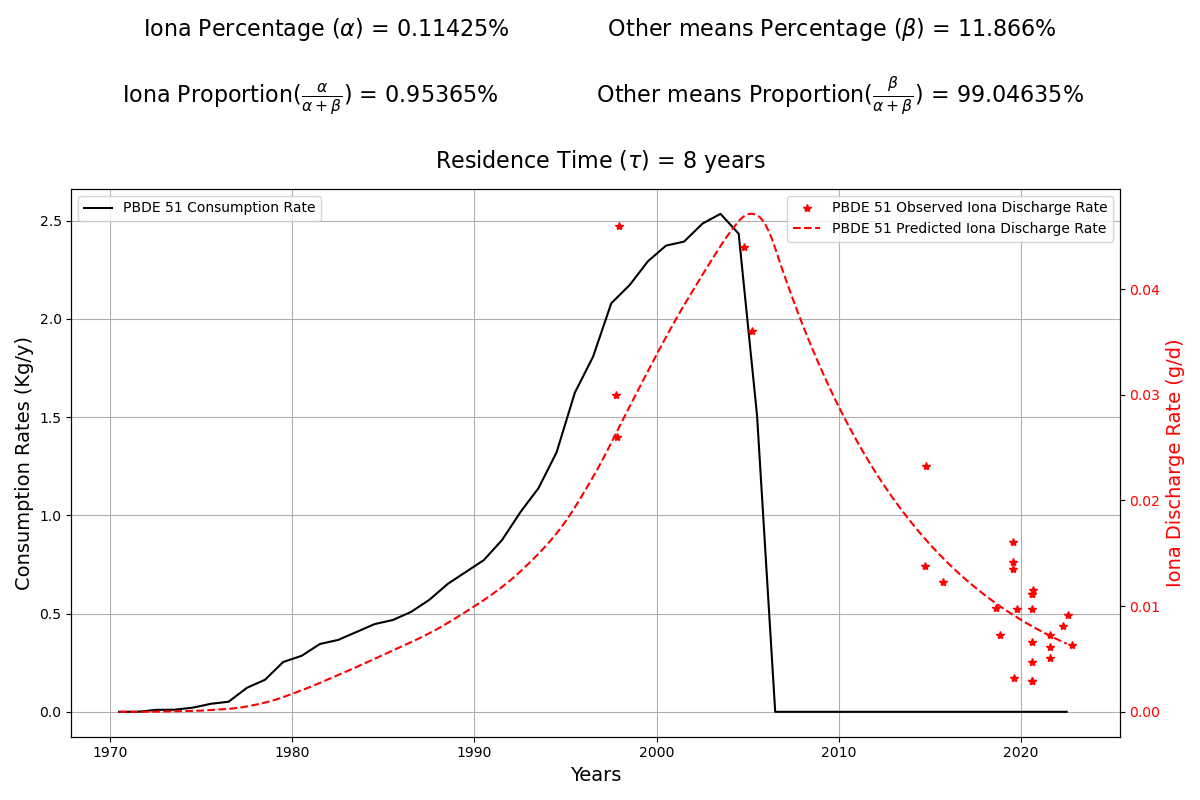 Iona Percentage (α) = 0.11425%
Other means Percentage (β) = 11.866%
Iona Proportion(α/(α + β)) = 0.95365%
Other means Proportion(β/(α + β)) = 99.04635%
Residence Time (τ) = 8 years
PBDE 51 Consumption Rate
PBDE 51 Observed Iona Discharge Rate
PBDE 51 Predicted Iona Discharge Rate
Consumption Rates (Kg/y)
2.5
2.0
1.5
1.0
0.5
0.0
Iona Discharge Rate (g/d)
0.04
0.03
0.02
0.01
0.00
1970
1980
1990
2000
2010
2020
Years